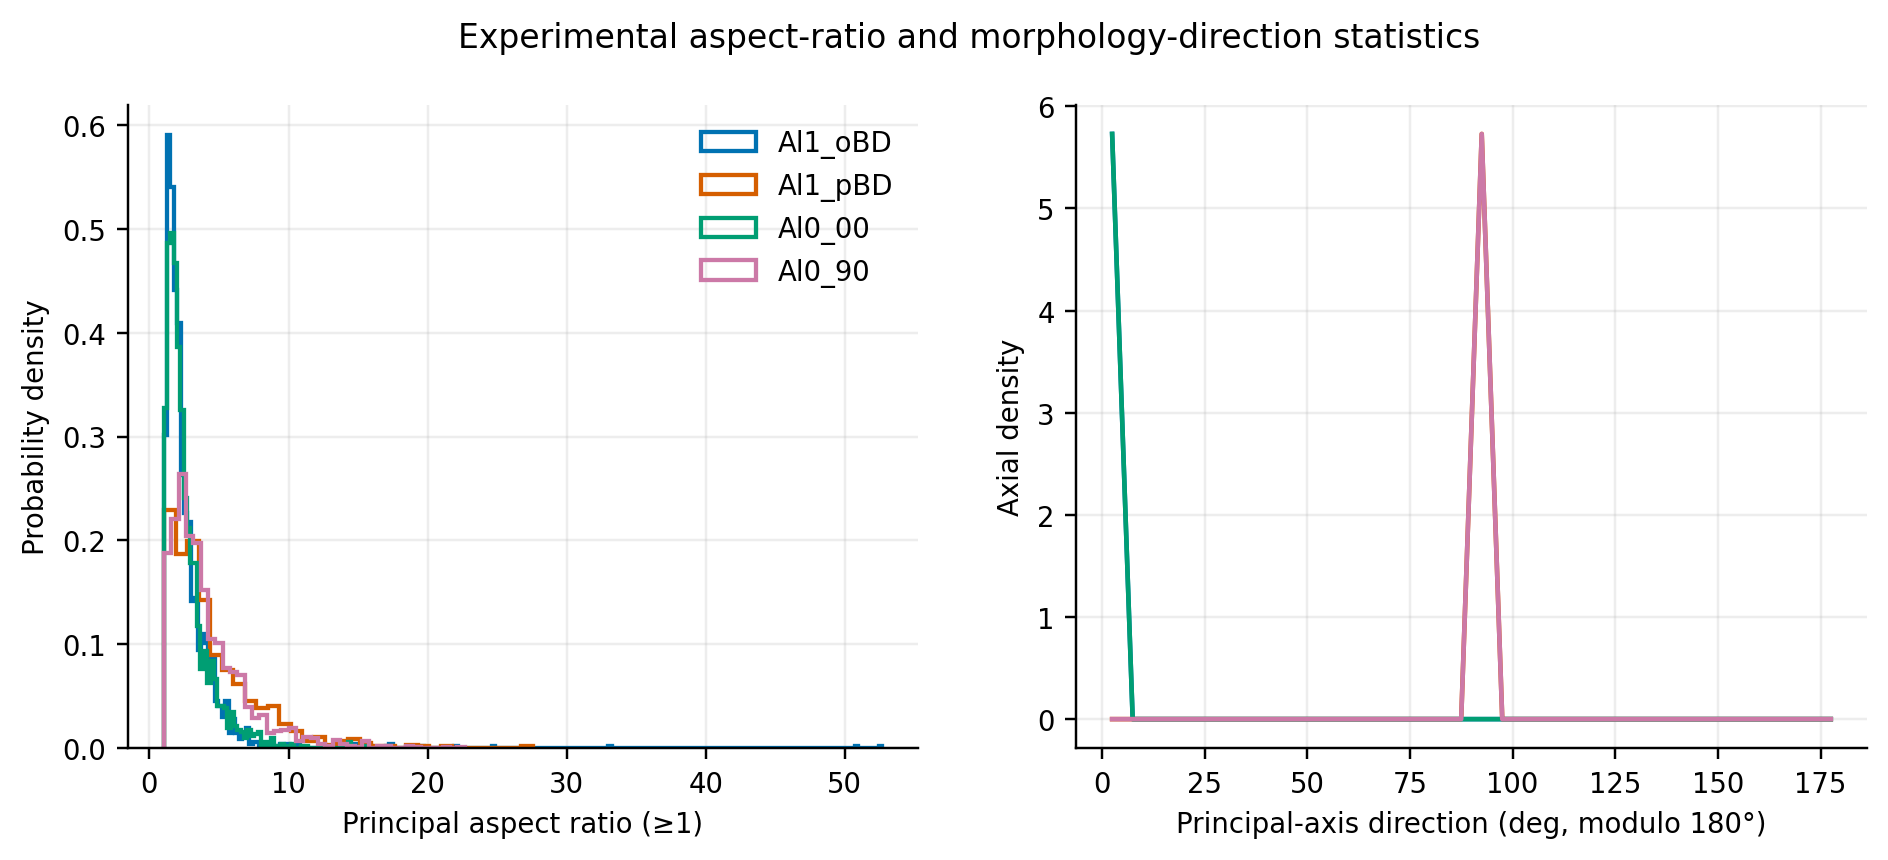 Experimental aspect-ratio and morphology-direction statistics
Probability density
0.6
0.5
0.4
0.3
0.2
0.1
0.0
0 10 20 30 40 50
Principal aspect ratio (≥1)
Al1_oBD
Al1_pBD
Al0_00
Al0_90
Axial density
6
5
4
3
2
1
0
0 25 50 75 100 125 150 175
Principal-axis direction (deg, modulo 180°)